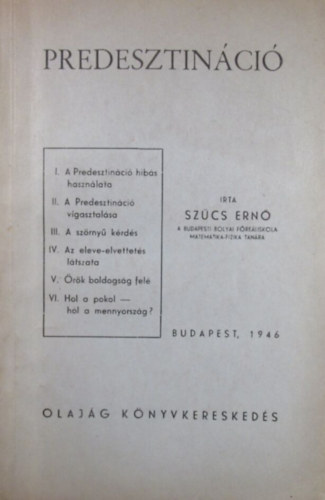 PREDESZTINÁCIÓ
I. A Predesztináció hibás
használata
II. A Predesztináció
vigasztalása
III. A szörnyű kérdés
IV. Az eleve-elvettetés
látszata
V. Örök boldogság felé
VI. Hol a pokol —
hol a mennyország?
IRTA
SZÜCS ERNŐ
A BUDAPESTI BOLYAI FŐREÁLISKOLA
MATEMATIKA-FIZIKA TANÁRA
BUDAPEST, 1946
OLAJÁG KÖNYVKERESKEDÉS